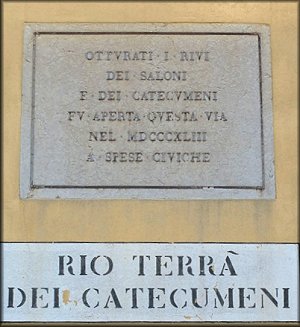 OTTVRATI · I · RIVI
DEI · SALONI
E · DEI · CATECVMENI
FV · APERTA · QVESTA · VIA
NEL · MDCCCXLIII
A · SPESE · CIVICHE
RIO TERRÀ
DEI CATECUMENI